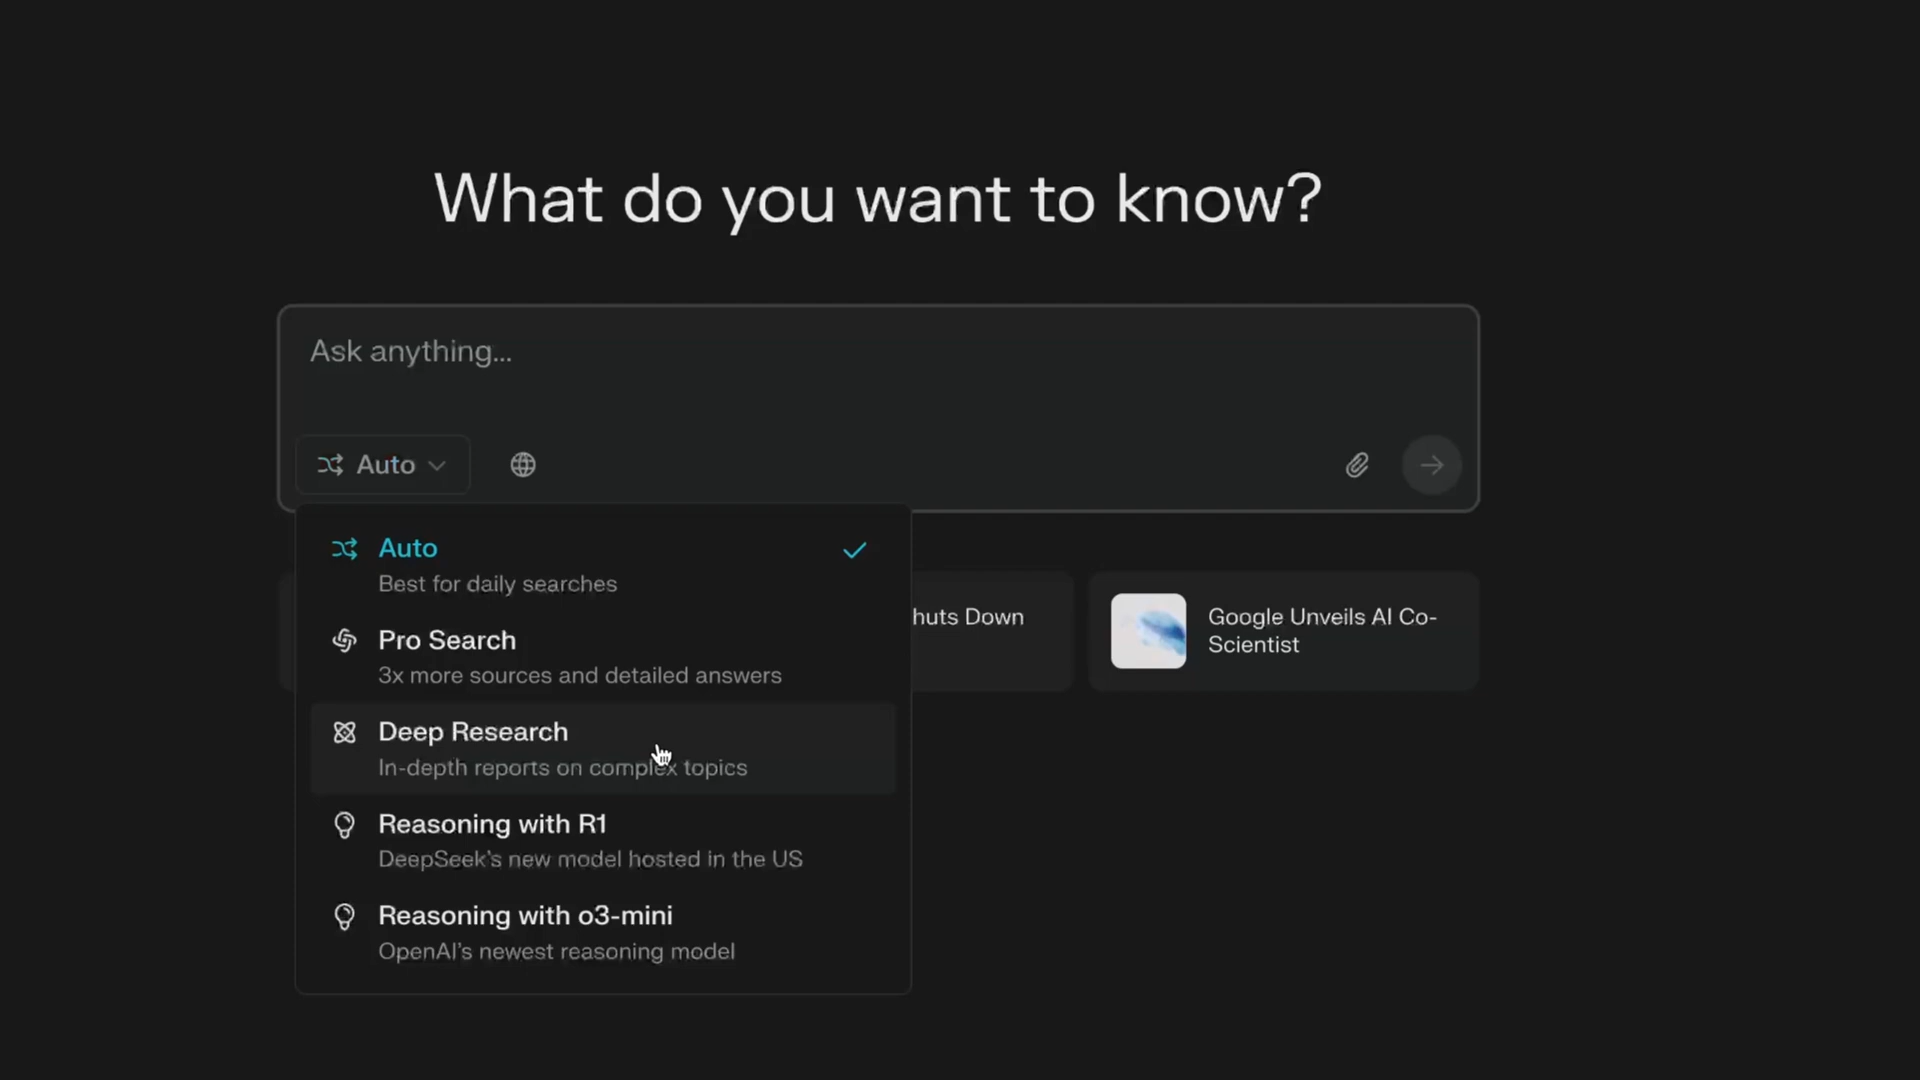 What do you want to know?
Ask anything...
Auto
Auto
Best for daily searches
Pro Search
3x more sources and detailed answers
Deep Research
In-depth reports on complex topics
Reasoning with R1
DeepSeek's new model hosted in the US
Reasoning with o3-mini
OpenAI's newest reasoning model
Down
Google Unveils AI Co-
Scientist